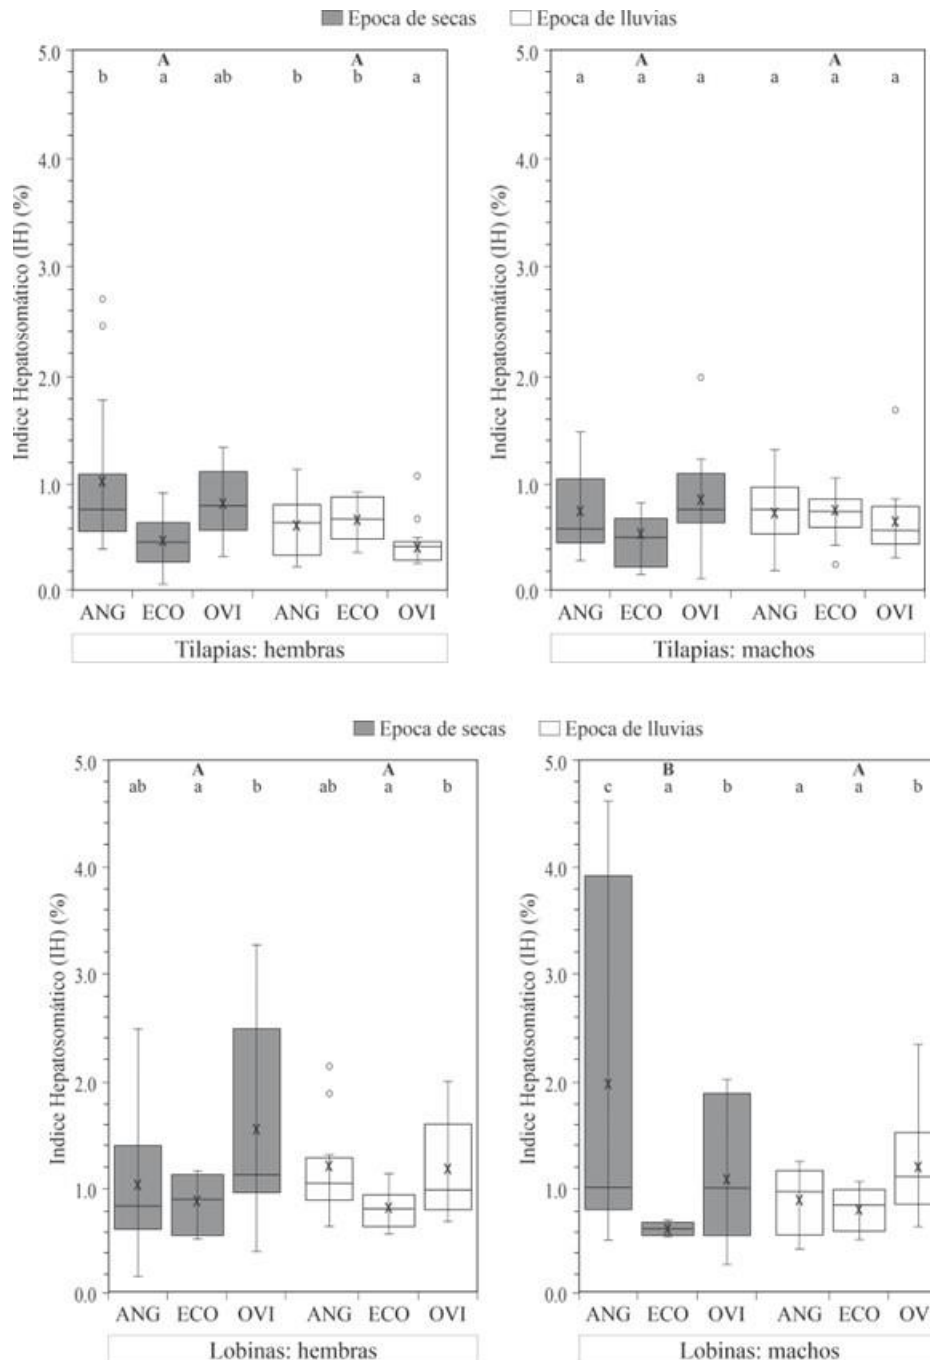 Epoca de secas Epoca de lluvias
Indice Hepatosomático (IH) (%)
5.0
4.0
3.0
2.0
1.0
0.0
A A
b a ab b b a
ANG ECO OVI ANG ECO OVI
Tilapias: hembras
Indice Hepatosomático (IH) (%)
5.0
4.0
3.0
2.0
1.0
0.0
A A
a a a a a a
ANG ECO OVI ANG ECO OVI
Tilapias: machos
Epoca de secas Epoca de lluvias
Indice Hepatosomático (IH) (%)
5.0
4.0
3.0
2.0
1.0
0.0
A A
ab a b ab a b
ANG ECO OVI ANG ECO OVI
Lobinas: hembras
Indice Hepatosomático (IH) (%)
5.0
4.0
3.0
2.0
1.0
0.0
B A
c a b a a b
ANG ECO OVI ANG ECO OV
Lobinas: machos